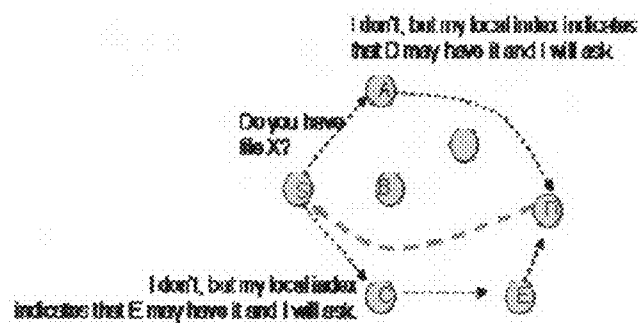 I don't, but my local index indicates
that D may have it and I will ask.
A
Do you have
file X?
B
D
I don't, but my local index
indicates that E may have it and I will ask.
C
E